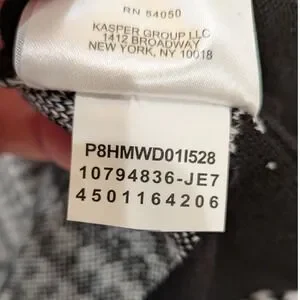 RN 54050
KASPER GROUP LLC
1412 BROADWAY
NEW YORK, NY 10018
P8HMWD01I528
10794836-JE7
4501164206